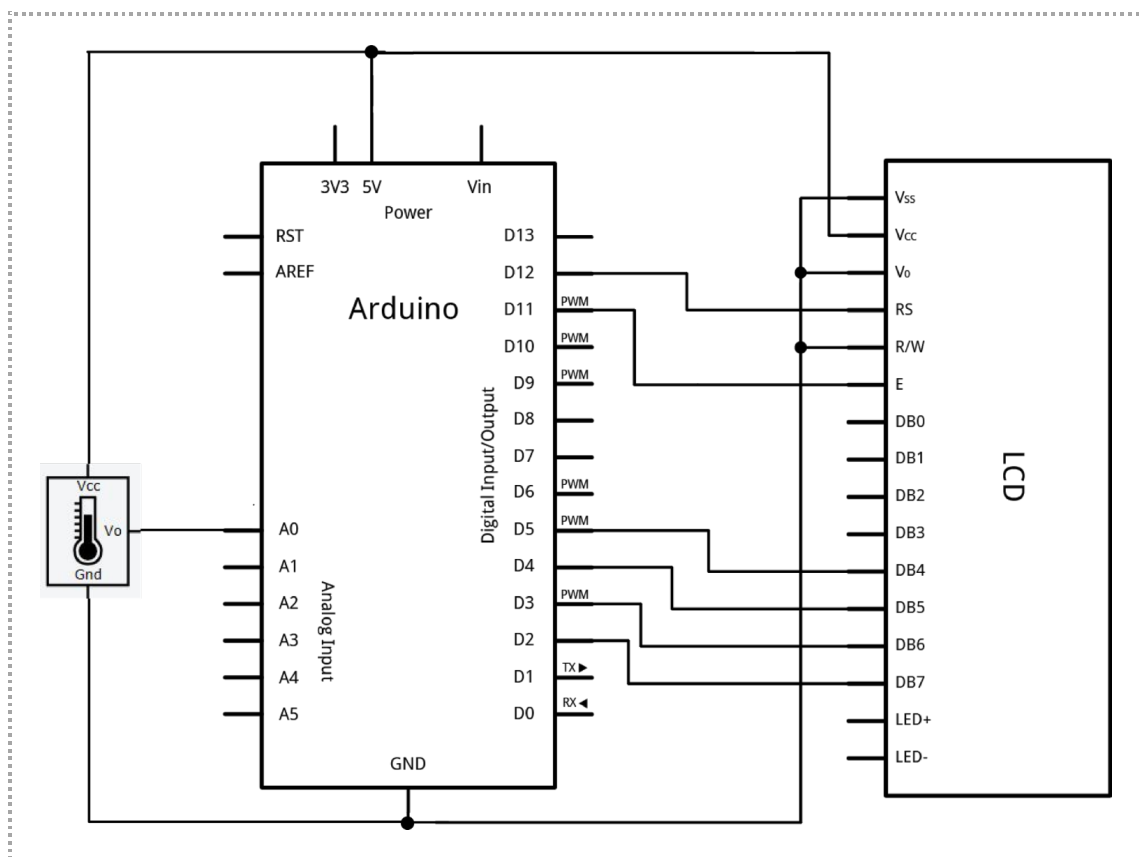 3V3 5V Vin
Power
RST
AREF
Arduino
D13
D12
D11
D10
D9
D8
D7
D6
D5
D4
D3
D2
D1
D0
PWM
PWM
PWM
PWM
PWM
PWM
TX ▶
RX ◀
Digital Input/Output
A0
A1
A2
A3
A4
A5
Analog Input
GND
Vcc
Vo
Gnd
Vss
Vcc
Vo
RS
R/W
E
DB0
DB1
DB2
DB3
DB4
DB5
DB6
DB7
LED+
LED-
LCD